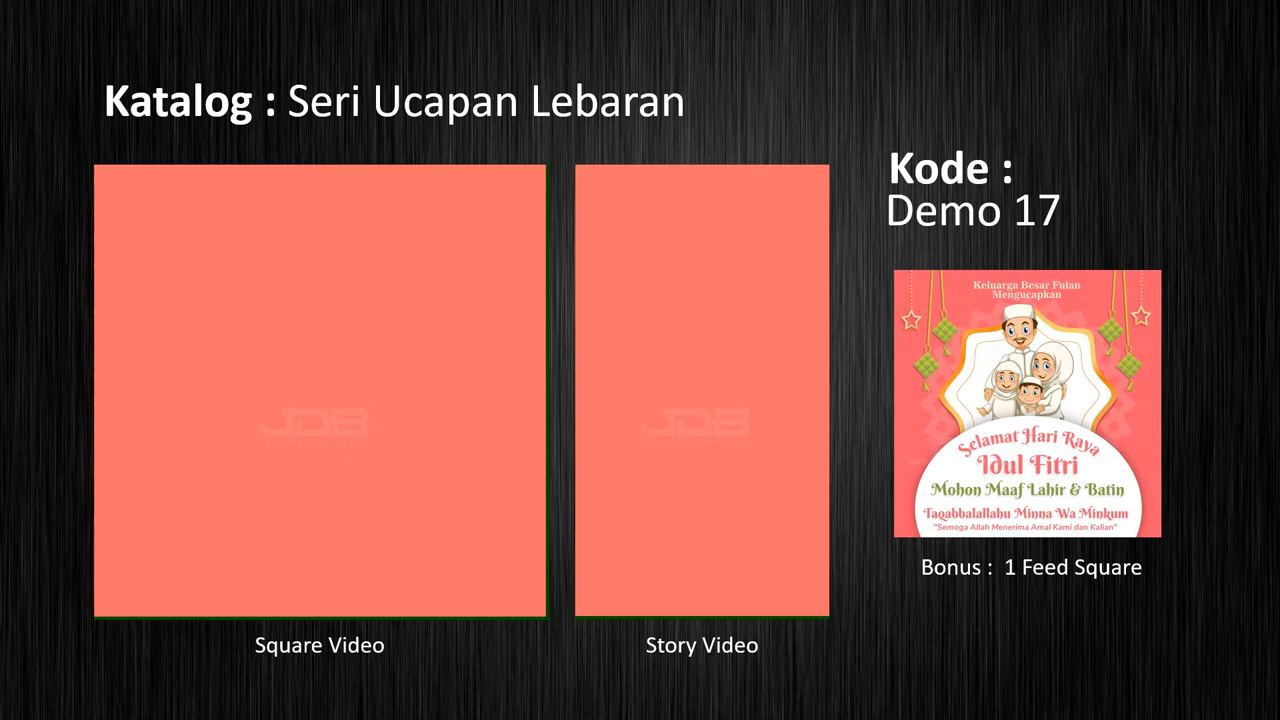 Katalog : Seri Ucapan Lebaran
Kode :
Demo 17
JDB
JDB
Keluarga Besar Fulan
Mengucapkan
Selamat Hari Raya
Idul Fitri
Mohon Maaf Lahir & Batin
Taqabbalallahu Minna Wa Minkum
"Semoga Allah Menerima Amal Kami dan Kalian"
Bonus : 1 Feed Square
Square Video
Story Video